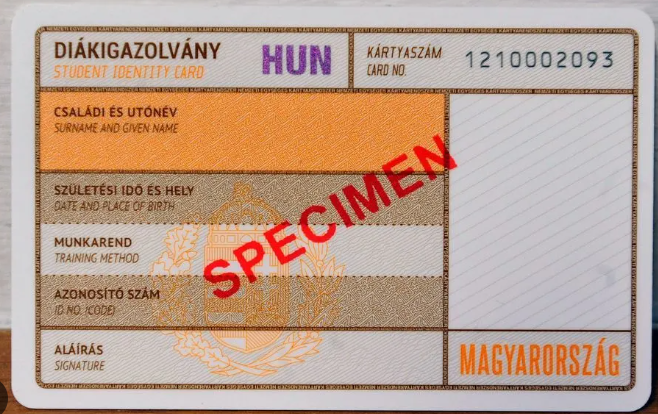 DIÁKIGAZOLVÁNY
STUDENT IDENTITY CARD
HUN
KÁRTYASZÁM
CARD NO.
1210002093
CSALÁDI ÉS UTÓNÉV
SURNAME AND GIVEN NAME
SZÜLETÉSI IDŐ ÉS HELY
DATE AND PLACE OF BIRTH
MUNKAREND
TRAINING METHOD
AZONOSÍTÓ SZÁM
ID NO. (CODE)
ALÁÍRÁS
SIGNATURE
SPECIMEN
MAGYARORSZÁG